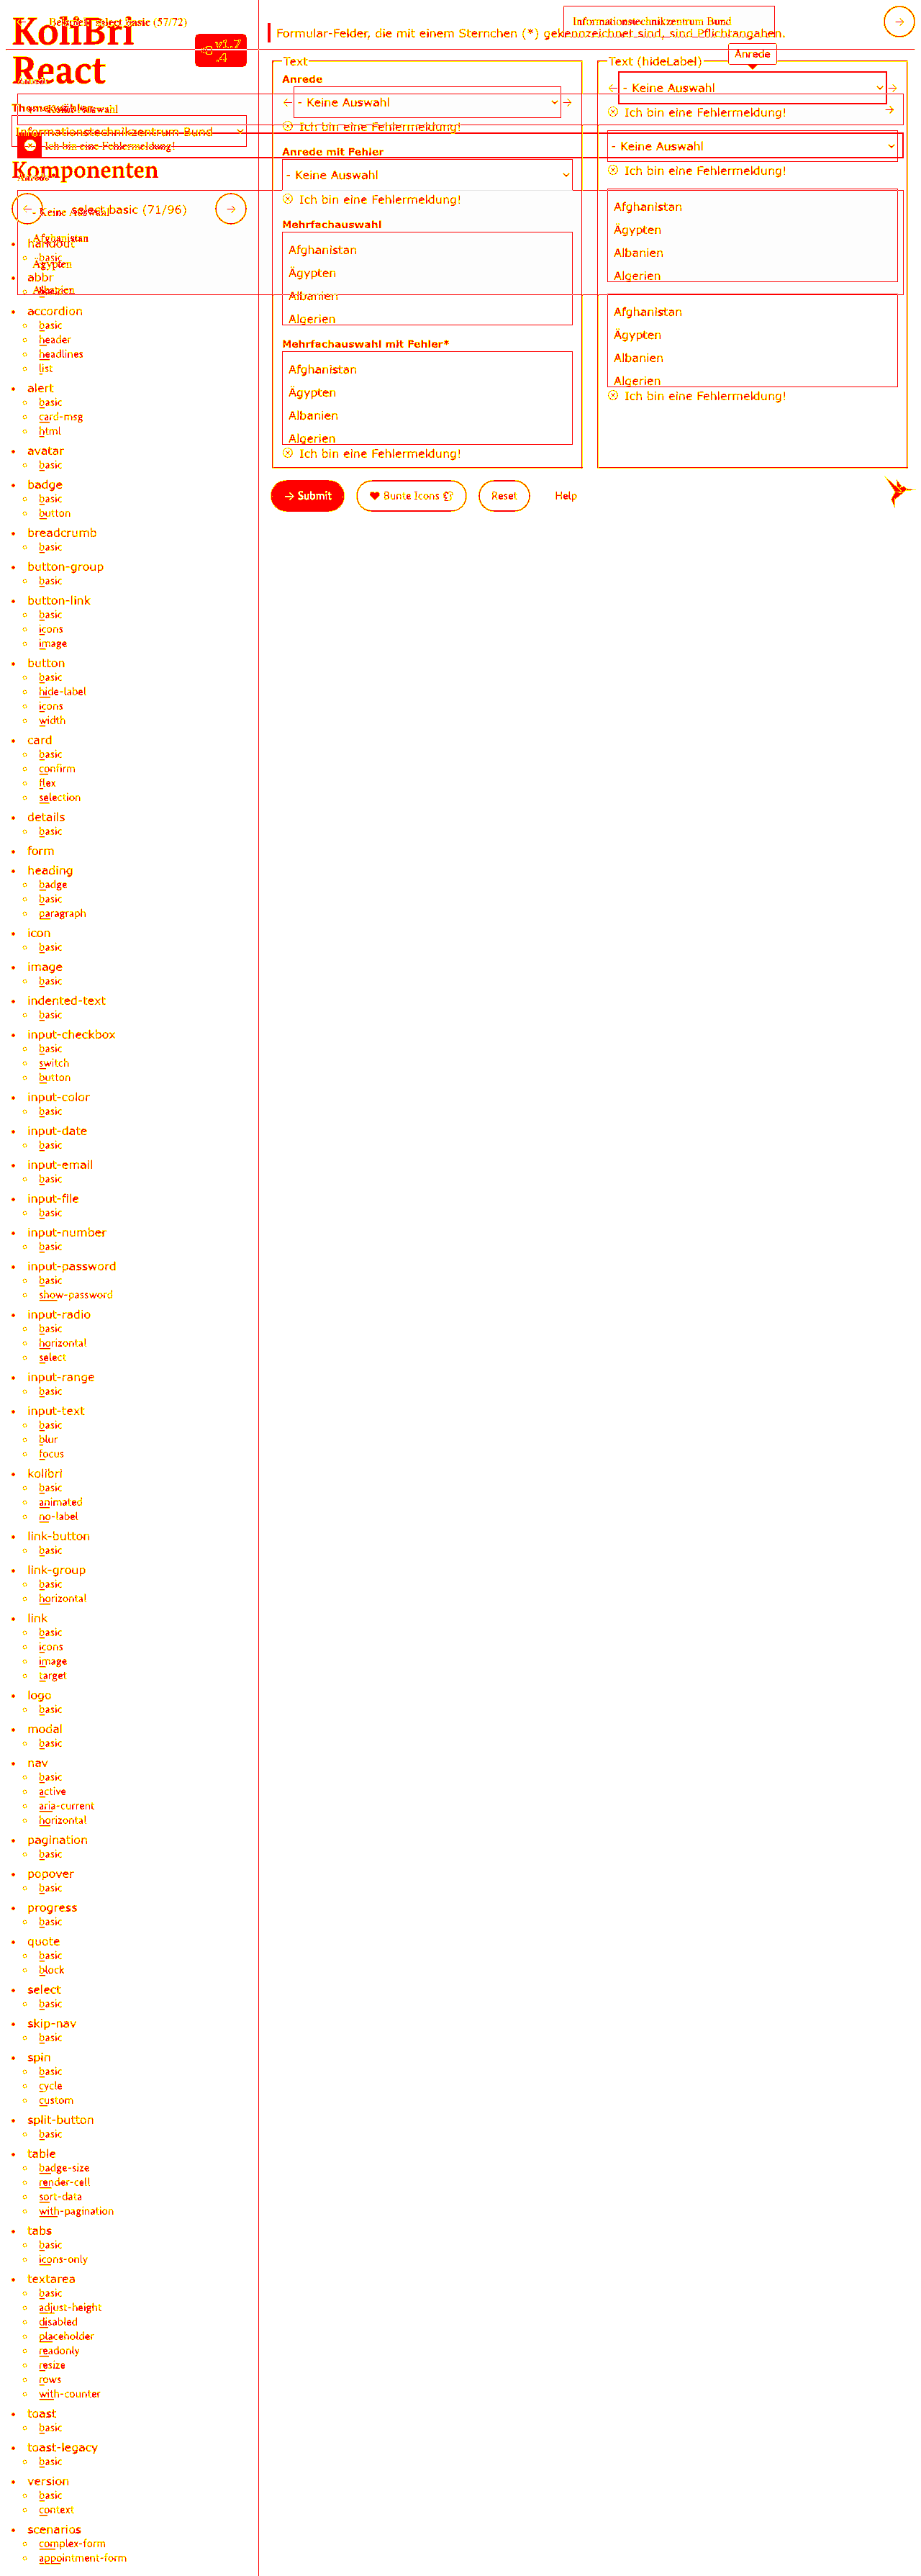 KoliBri
React
v1.7
.4
Beispiel: select basic (57/72)
Informationstechnikzentrum Bund
Formular-Felder, die mit einem Sternchen (*) gekennzeichnet sind, sind Pflichtangaben.
Informationstechnikzentrum Bund
Ich bin eine Fehlermeldung!
Komponenten
- Keine Auswahl
select basic (71/96)
Afghanistan
Ägypten
Albanien
Text
Anrede
- Keine Auswahl
Ich bin eine Fehlermeldung!
Anrede mit Fehler
- Keine Auswahl
Ich bin eine Fehlermeldung!
Mehrfachauswahl
Afghanistan
Ägypten
Albanien
Algerien
Mehrfachauswahl mit Fehler*
Afghanistan
Ägypten
Albanien
Algerien
Ich bin eine Fehlermeldung!
Text (hideLabel)
Anrede
- Keine Auswahl
Ich bin eine Fehlermeldung!
- Keine Auswahl
Ich bin eine Fehlermeldung!
Afghanistan
Ägypten
Albanien
Algerien
Afghanistan
Ägypten
Albanien
Algerien
Ich bin eine Fehlermeldung!
Submit
Bunte Icons
Reset
Help
handout
basic
abbr
accordion
basic
header
headlines
list
alert
basic
card-msg
html
avatar
basic
badge
basic
button
breadcrumb
basic
button-group
basic
button-link
basic
icons
image
button
basic
hide-label
icons
width
card
basic
confirm
flex
selection
details
basic
form
heading
badge
basic
paragraph
icon
basic
image
basic
indented-text
basic
input-checkbox
basic
switch
button
input-color
basic
input-date
basic
input-email
basic
input-file
basic
input-number
basic
input-password
basic
show-password
input-radio
basic
horizontal
select
input-range
basic
input-text
basic
blur
focus
kolibri
basic
animated
no-label
link-button
basic
link-group
basic
horizontal
link
basic
icons
image
target
logo
basic
modal
basic
nav
basic
active
aria-current
horizontal
pagination
basic
popover
basic
progress
basic
quote
basic
block
select
basic
skip-nav
basic
spin
basic
cycle
custom
split-button
basic
table
badge-size
render-cell
sort-data
with-pagination
tabs
basic
icons-only
textarea
basic
adjust-height
disabled
placeholder
readonly
resize
rows
with-counter
toast
basic
toast-legacy
basic
version
basic
context
scenarios
complex-form
appointment-form